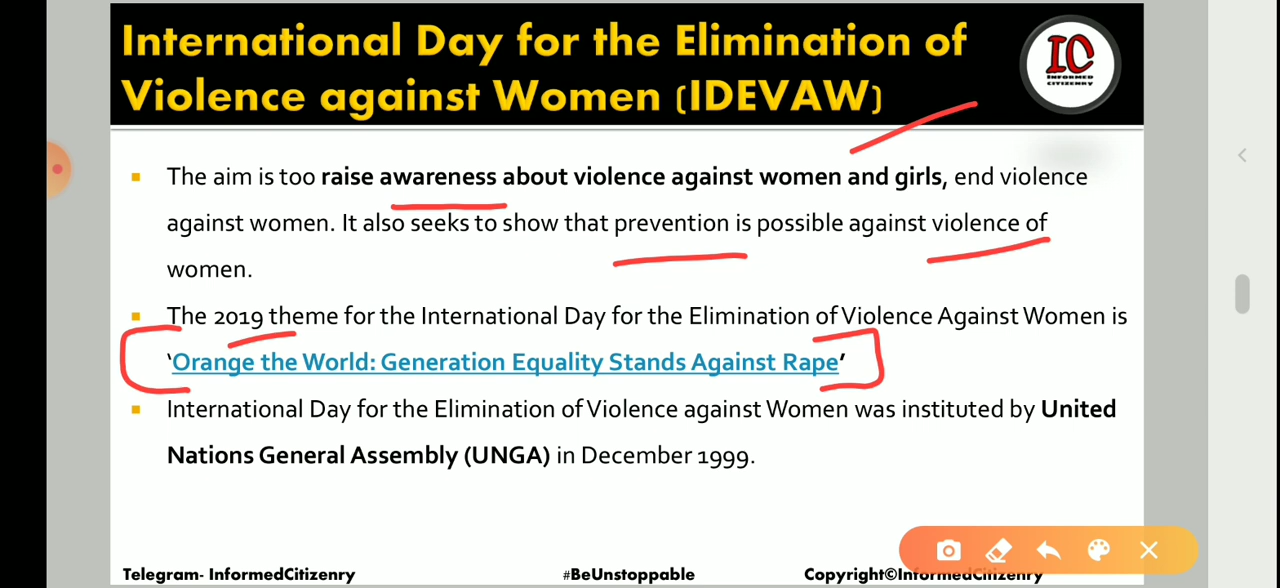 International Day for the Elimination of
Violence against Women (IDEVAW)
IC
INFORMED
CITIZENRY
The aim is too raise awareness about violence against women and girls, end violence
against women. It also seeks to show that prevention is possible against violence of
women.
The 2019 theme for the International Day for the Elimination of Violence Against Women is
‘Orange the World: Generation Equality Stands Against Rape’
International Day for the Elimination of Violence against Women was instituted by United
Nations General Assembly (UNGA) in December 1999.
Telegram- InformedCitizenry #BeUnstoppable Copyright©InformedCitizenry